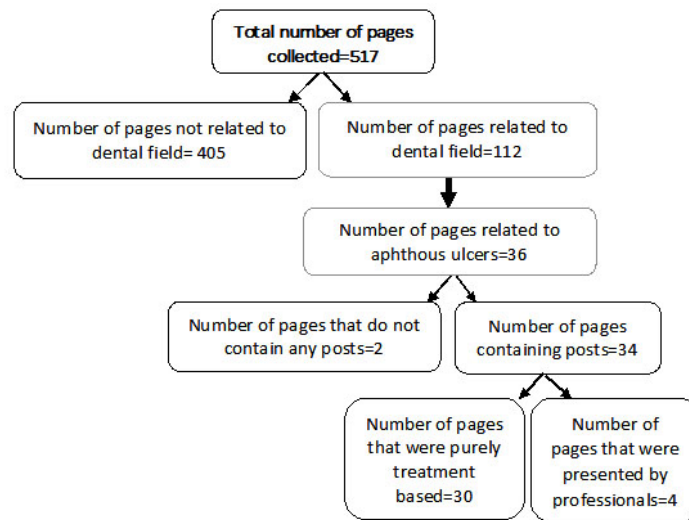 Total number of pages
collected=517
Number of pages not related to
dental field= 405
Number of pages related to
dental field=112
Number of pages related to
aphthous ulcers=36
Number of pages that do not
contain any posts=2
Number of pages
containing posts=34
Number of pages
that were purely
treatment
based=30
Number of
pages that were
presented by
professionals=4